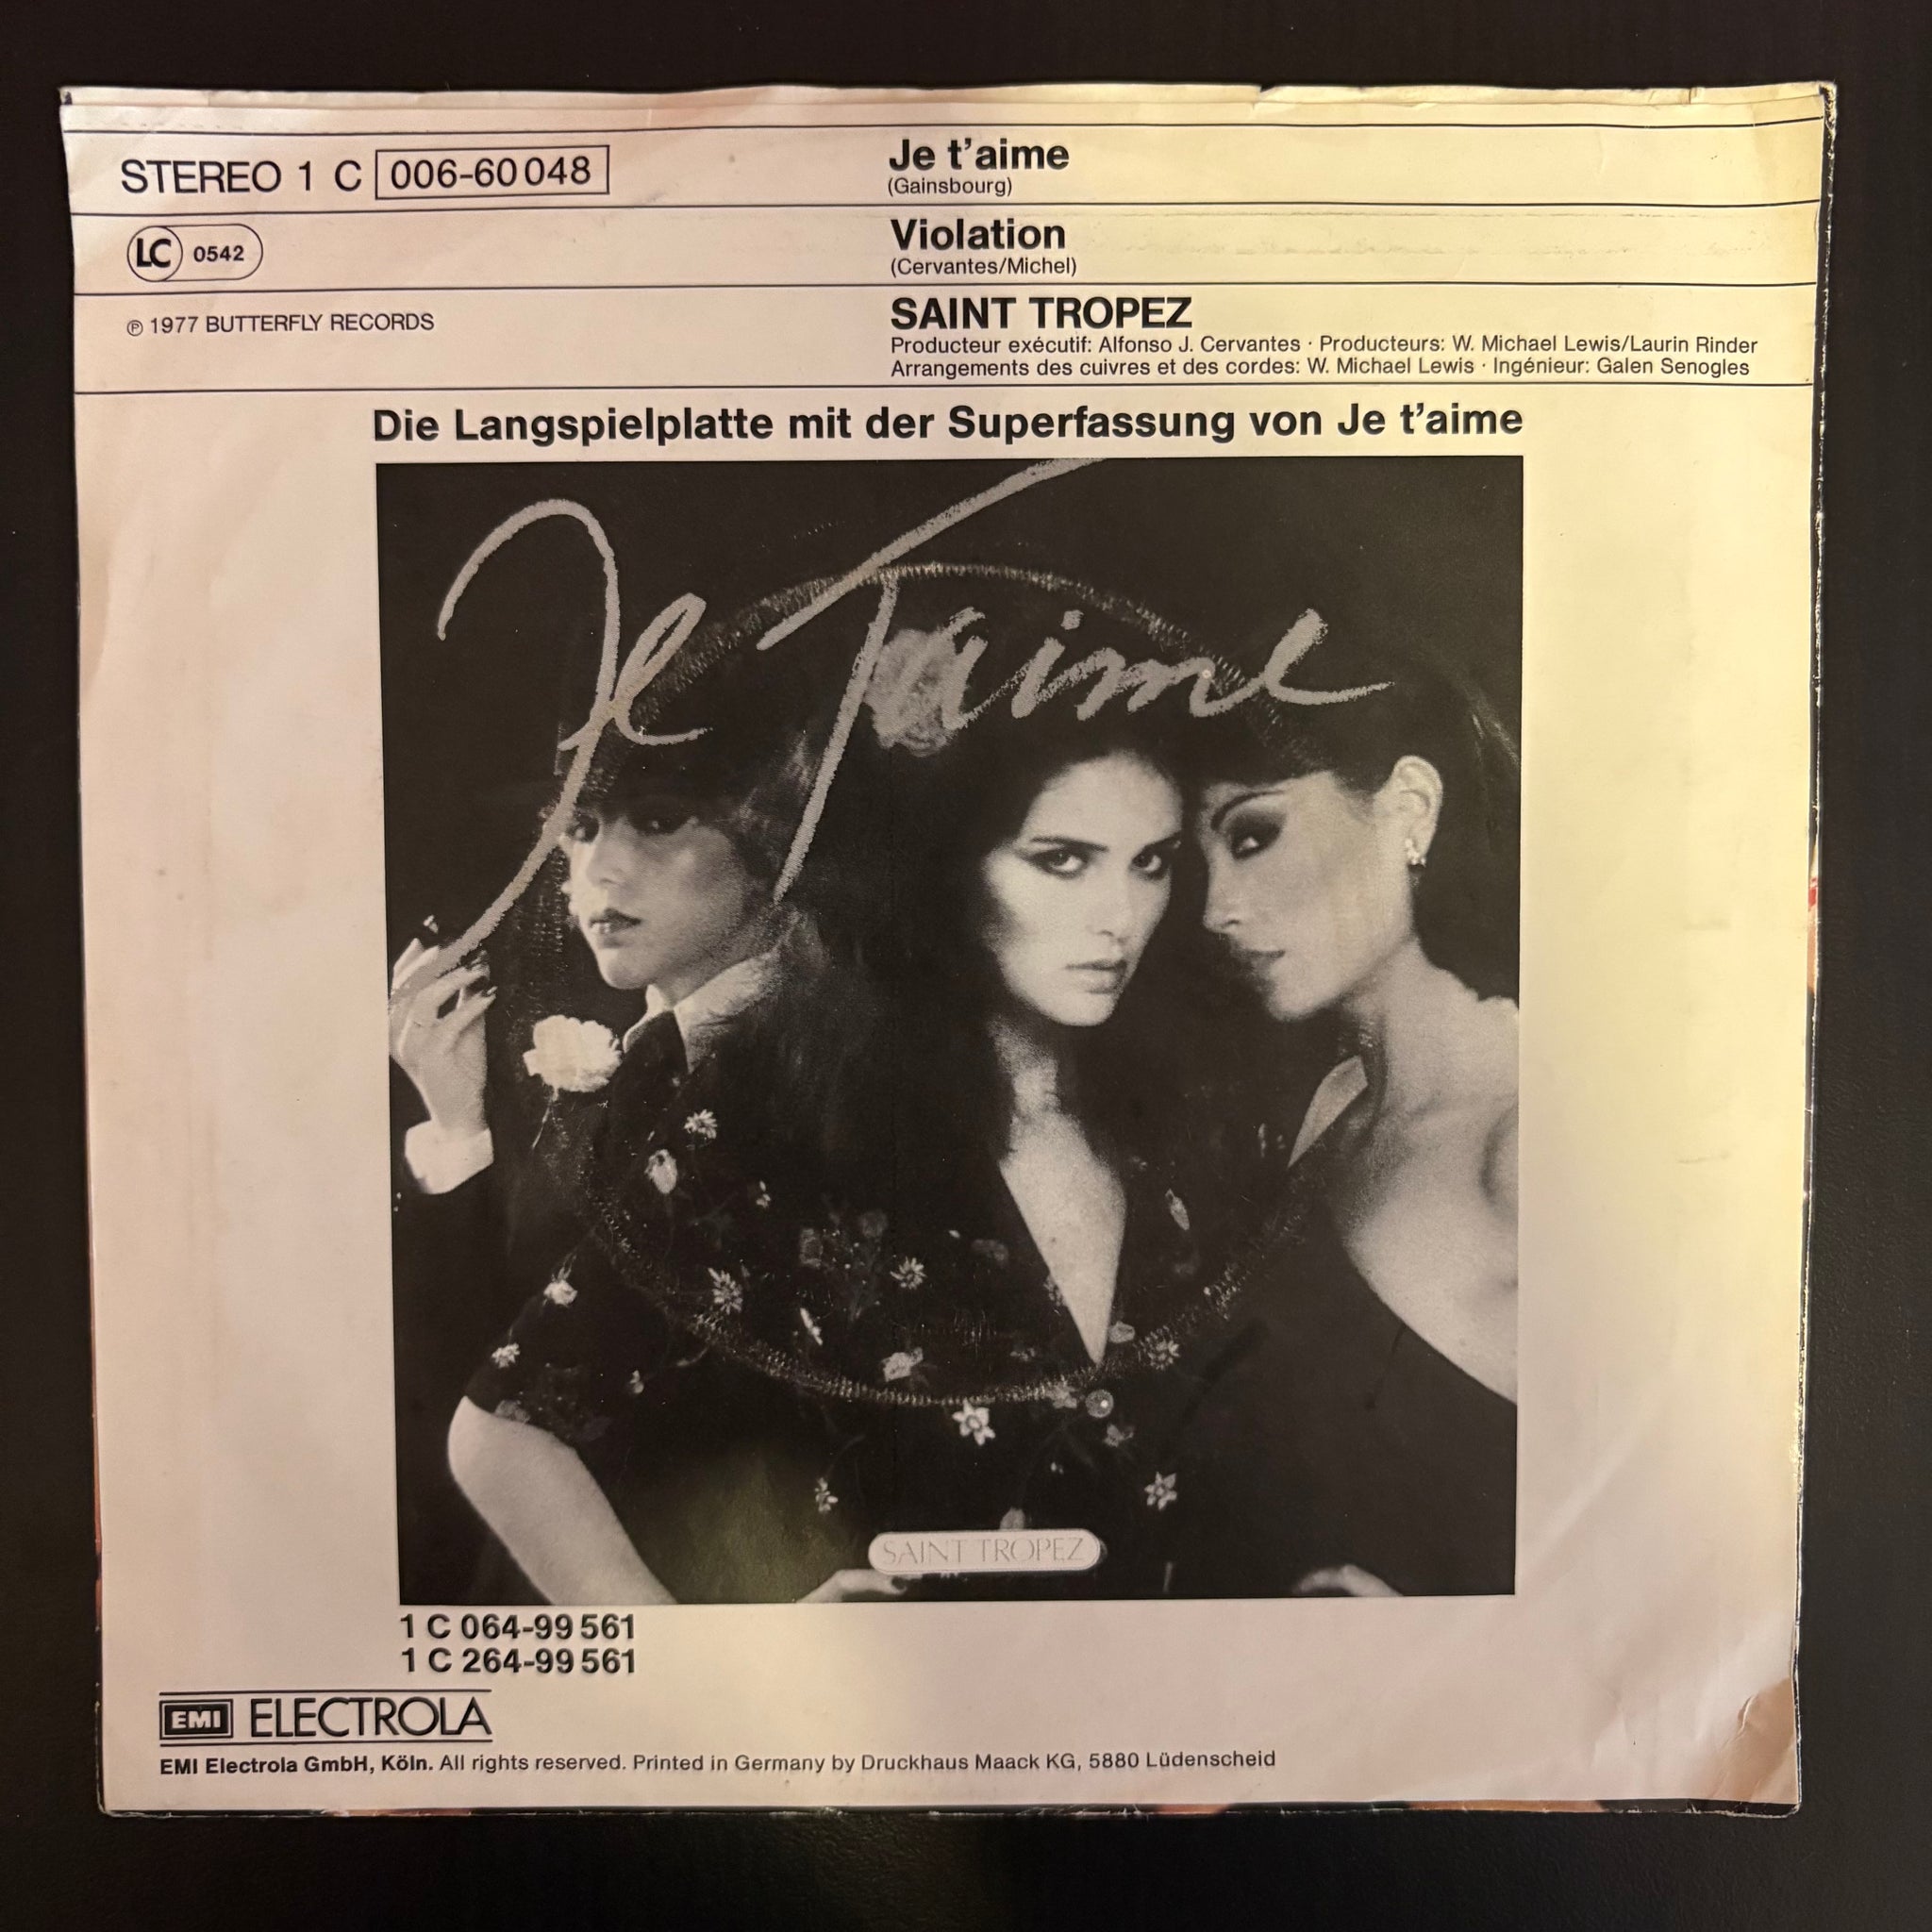 STEREO 1 C 006-60 048
LC 0542
℗ 1977 BUTTERFLY RECORDS
Je t’aime
(Gainsbourg)
Violation
(Cervantes/Michel)
SAINT TROPEZ
Producteur exécutif: Alfonso J. Cervantes · Producteurs: W. Michael Lewis/Laurin Rinder
Arrangements des cuivres et des cordes: W. Michael Lewis · Ingénieur: Galen Senogles
Die Langspielplatte mit der Superfassung von Je t’aime
Je T'aime
SAINT TROPEZ
1 C 064-99 561
1 C 264-99 561
EMI ELECTROLA
EMI Electrola GmbH, Köln. All rights reserved. Printed in Germany by Druckhaus Maack KG, 5880 Lüdenscheid